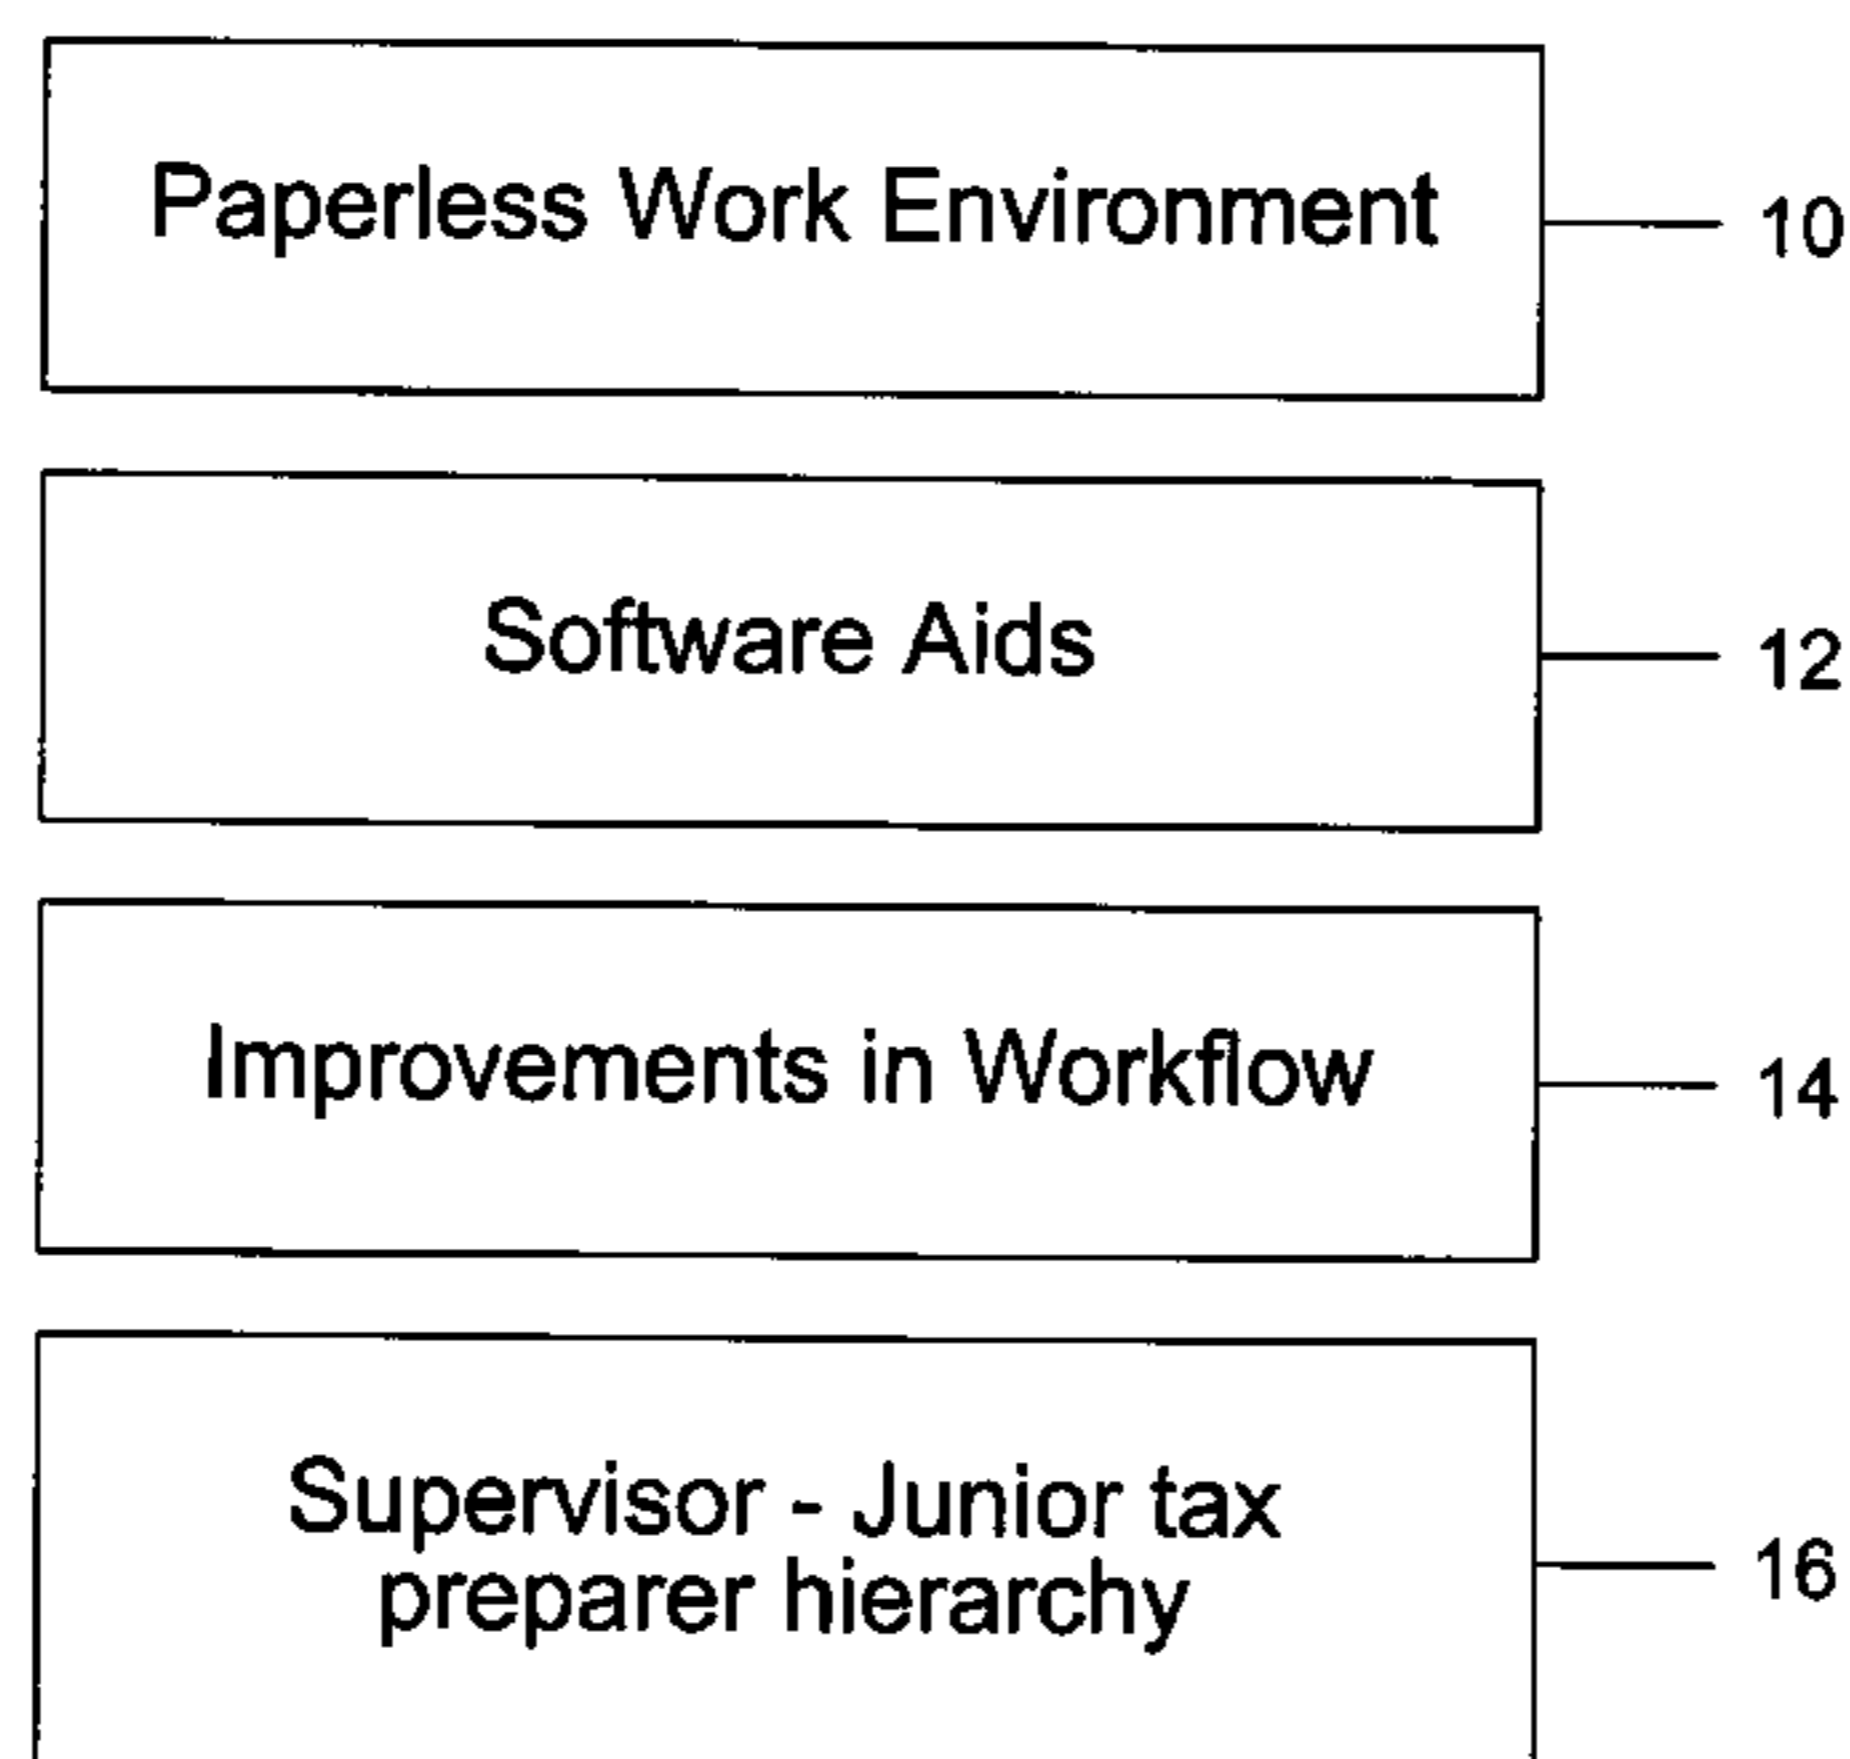 Paperless Work Environment
10
Software Aids
12
Improvements in Workflow
14
Supervisor - Junior tax
preparer hierarchy
16